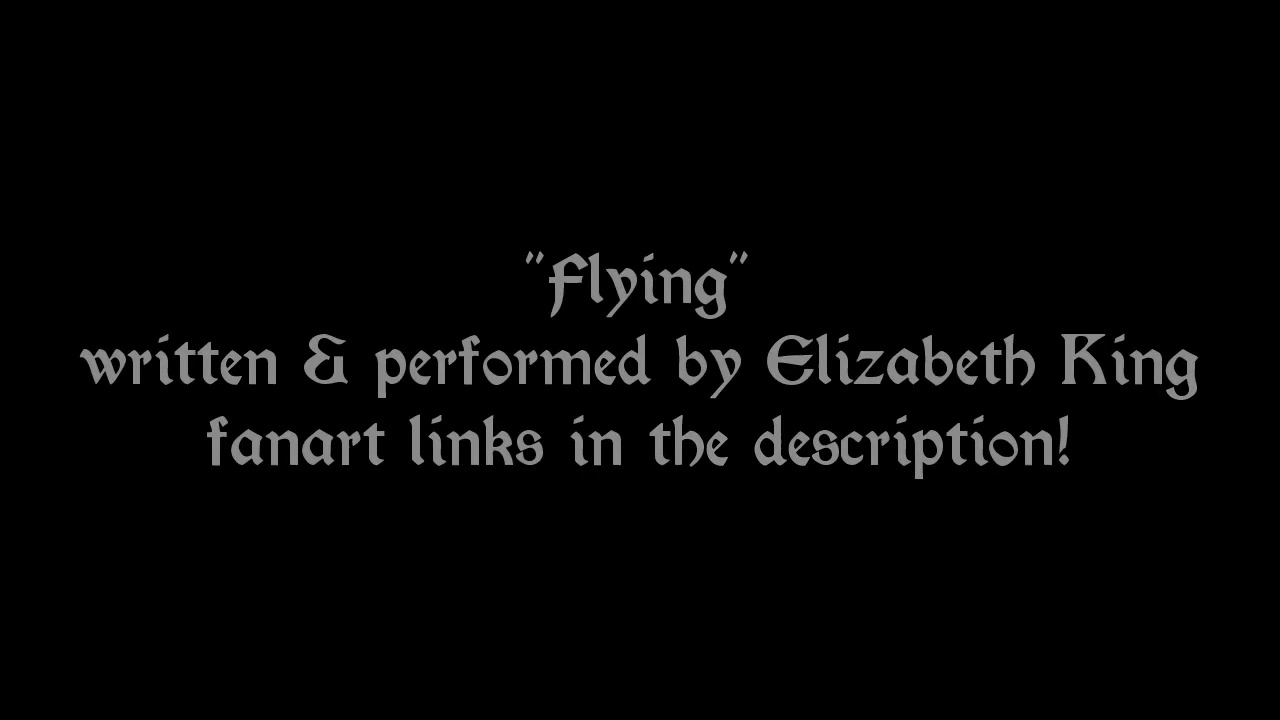 "Flying"
written & performed by Elizabeth King
fanart links in the description!